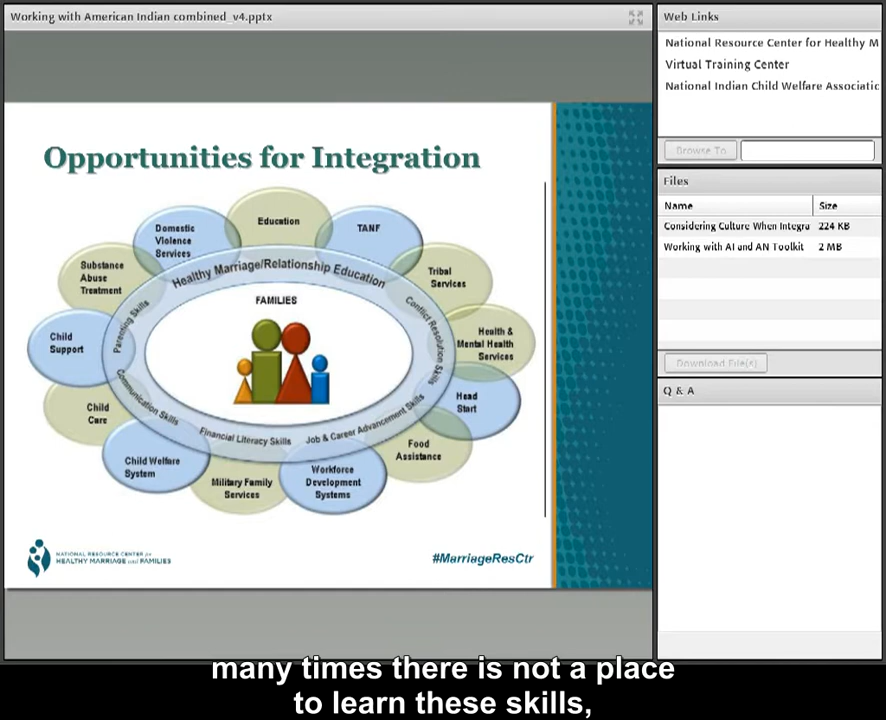 Working with American Indian combined_v4.pptx
Opportunities for Integration
Education
TANF
Tribal
Services
Health &
Mental Health
Services
Head
Start
Food
Assistance
Workforce
Development
Systems
Military Family
Services
Child Welfare
System
Child
Care
Child
Support
Substance
Abuse
Treatment
Domestic
Violence
Services
Healthy Marriage/Relationship Education
Conflict Resolution Skills
Job & Career Advancement Skills
Financial Literacy Skills
Communication Skills
Parenting Skills
FAMILIES
NATIONAL RESOURCE CENTER for
HEALTHY MARRIAGE and FAMILIES
#MarriageResCtr
Web Links
National Resource Center for Healthy M
Virtual Training Center
National Indian Child Welfare Associatic
Browse To
Files
Name Size
Considering Culture When Integra 224 KB
Working with AI and AN Toolkit 2 MB
Download File(s)
Q & A
many times there is not a place
to learn these skills,